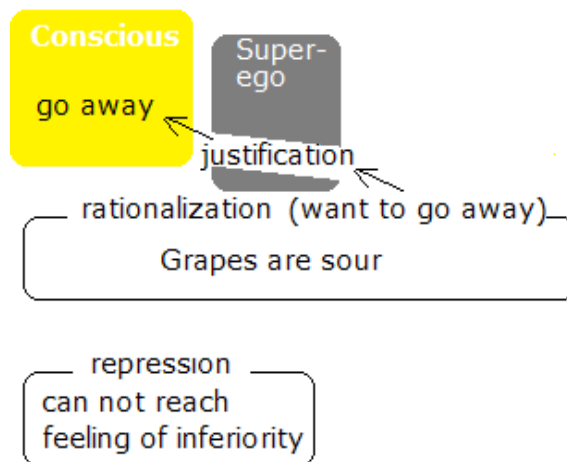 Conscious
Super-
ego
go away
justification
rationalization (want to go away)
Grapes are sour
repression
can not reach
feeling of inferiority